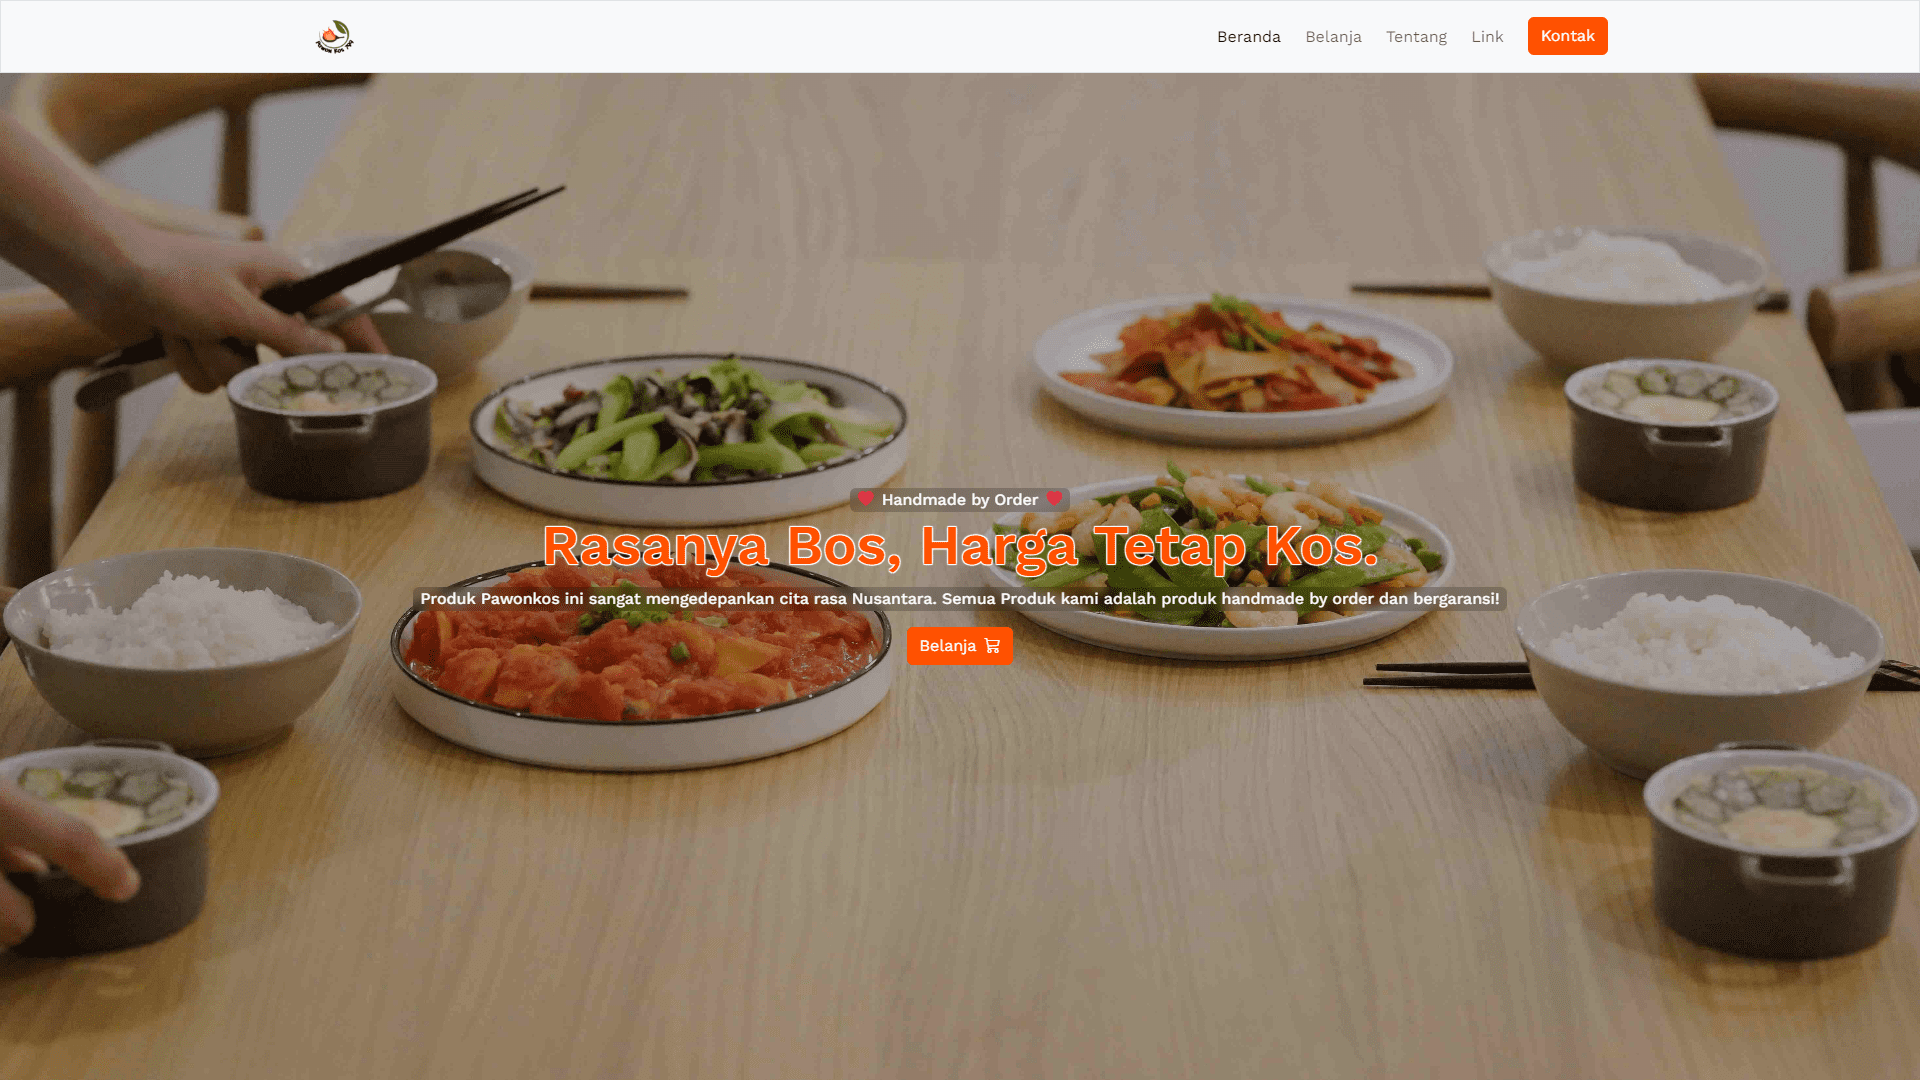 Beranda
Belanja
Tentang
Link
Kontak
Handmade by Order
Rasanya Bos, Harga Tetap Kos.
Produk Pawonkos ini sangat mengedepankan cita rasa Nusantara. Semua Produk kami adalah produk handmade by order dan bergaransi!
Belanja